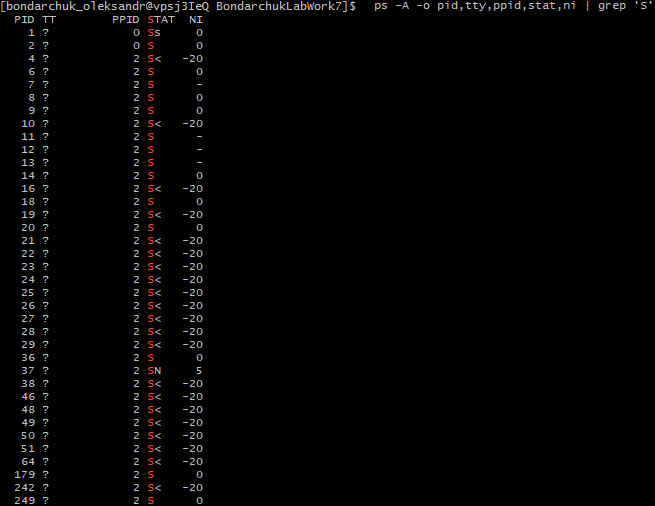 [bondarchuk_oleksandr@vpsj3IeQ BondarchukLabWork7]$ ps -A -o pid,tty,ppid,stat,ni | grep 'S'
PID TT PPID STAT NI
1 ? 0 Ss 0
2 ? 0 S 0
4 ? 2 S< -20
6 ? 2 S 0
7 ? 2 S -
8 ? 2 S 0
9 ? 2 S 0
10 ? 2 S< -20
11 ? 2 S -
12 ? 2 S -
13 ? 2 S -
14 ? 2 S 0
16 ? 2 S< -20
18 ? 2 S 0
19 ? 2 S< -20
20 ? 2 S 0
21 ? 2 S< -20
22 ? 2 S< -20
23 ? 2 S< -20
24 ? 2 S< -20
25 ? 2 S< -20
26 ? 2 S< -20
27 ? 2 S< -20
28 ? 2 S< -20
29 ? 2 S< -20
36 ? 2 S 0
37 ? 2 SN 5
38 ? 2 S< -20
46 ? 2 S< -20
48 ? 2 S< -20
49 ? 2 S< -20
50 ? 2 S< -20
51 ? 2 S< -20
64 ? 2 S< -20
179 ? 2 S 0
242 ? 2 S< -20
249 ? 2 S 0